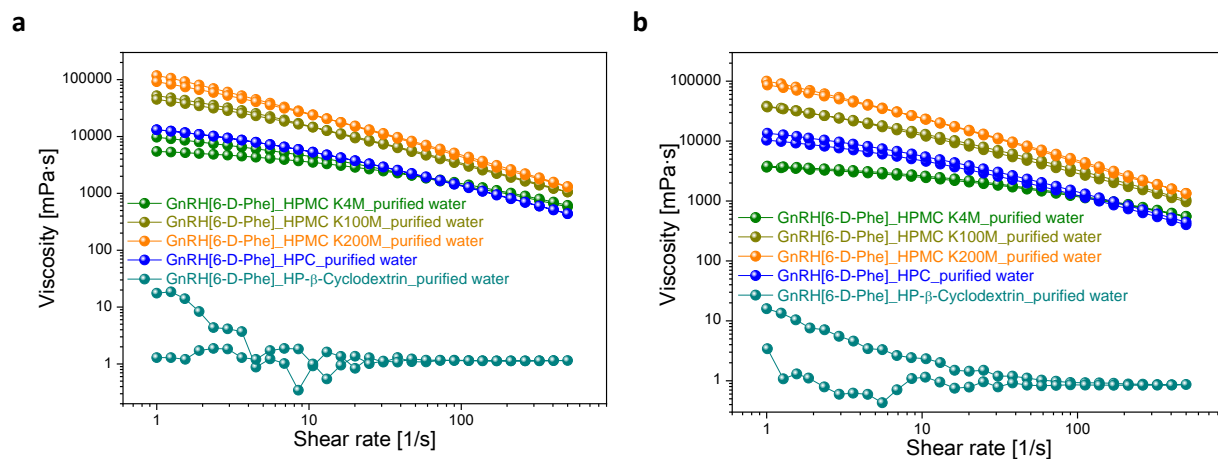 a
100000
10000
1000
100
10
1
Viscosity [mPa·s]
GnRH[6-D-Phe]_HPMC K4M_purified water
GnRH[6-D-Phe]_HPMC K100M_purified water
GnRH[6-D-Phe]_HPMC K200M_purified water
GnRH[6-D-Phe]_HPC_purified water
GnRH[6-D-Phe]_HP-β-Cyclodextrin_purified water
1 10 100
Shear rate [1/s]
b
100000
10000
1000
100
10
1
Viscosity [mPa·s]
GnRH[6-D-Phe]_HPMC K4M_purified water
GnRH[6-D-Phe]_HPMC K100M_purified water
GnRH[6-D-Phe]_HPMC K200M_purified water
GnRH[6-D-Phe]_HPC_purified water
GnRH[6-D-Phe]_HP-β-Cyclodextrin_purified water
1 10 100
Shear rate [1/s]